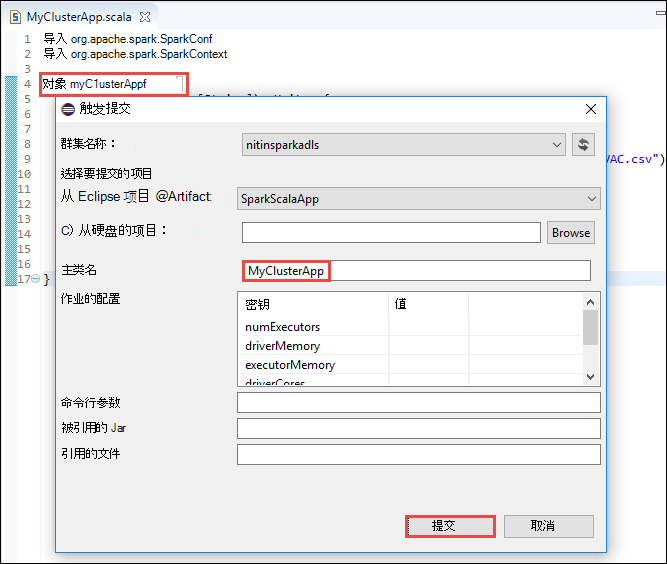 MyClusterApp.scala
1 导入 org.apache.spark.SparkConf
2 导入 org.apache.spark.SparkContext
3
4 对象 myC1usterAppf
5
6
触发提交
7
群集名称：
nitinsparkadls
8
选择要提交的项目
9
VAC.csv")
10
从 Eclipse 项目 @Artifact:
SparkScalaApp
11
12
C) 从硬盘的项目：
Browse
13
14
主类名
MyClusterApp
15
16
17 }
作业的配置
密钥 值
numExecutors
driverMemory
executorMemory
driverCores
命令行参数
被引用的 Jar
引用的文件
提交 取消